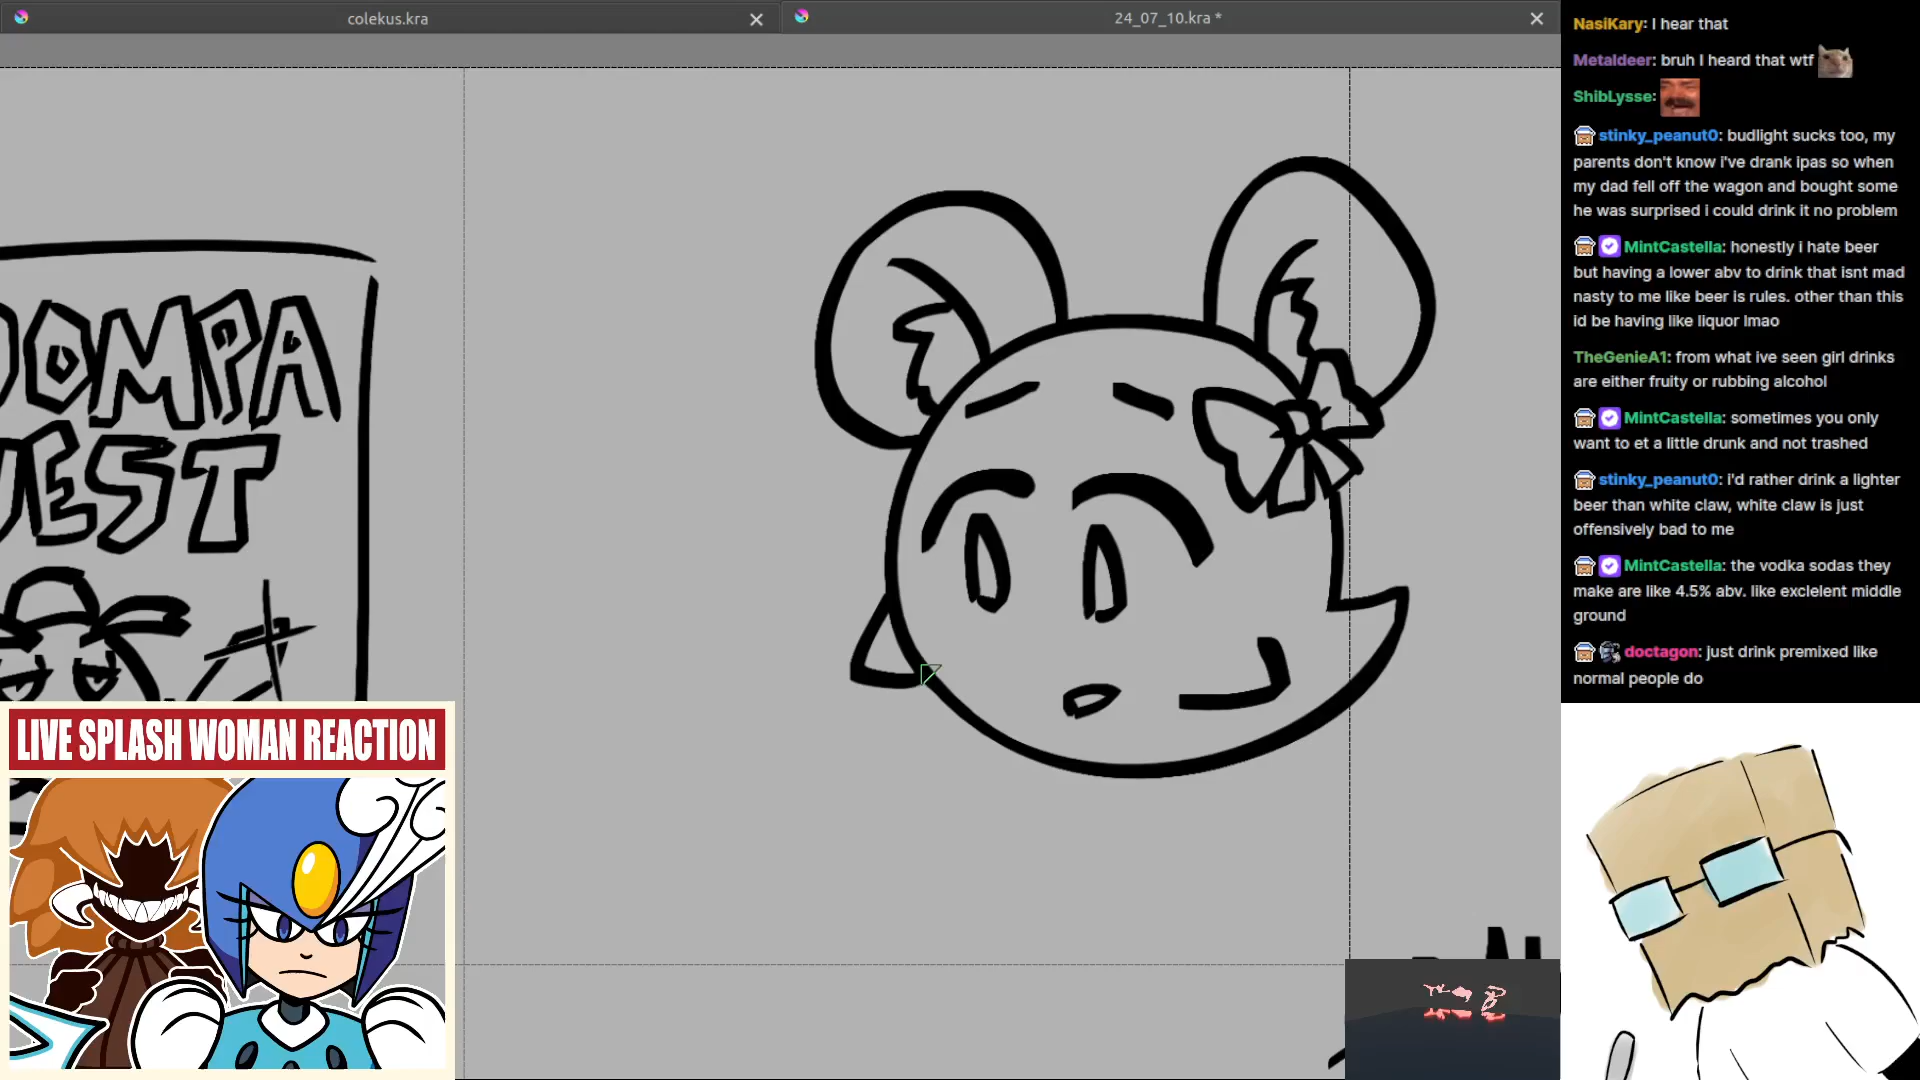 colekus.kra
24_07_10.kra *
OOMPA
UEST
LIVE SPLASH WOMAN REACTION
NasiKary: I hear that
Metaldeer: bruh I heard that wtf
ShibLysse:
stinky_peanut0: budlight sucks too, my
parents don't know i've drank ipas so when
my dad fell off the wagon and bought some
he was surprised i could drink it no problem
MintCastella: honestly i hate beer
but having a lower abv to drink that isnt mad
nasty to me like beer is rules. other than this
id be having like liquor lmao
TheGenieA1: from what ive seen girl drinks
are either fruity or rubbing alcohol
MintCastella: sometimes you only
want to et a little drunk and not trashed
stinky_peanut0: i'd rather drink a lighter
beer than white claw, white claw is just
offensively bad to me
MintCastella: the vodka sodas they
make are like 4.5% abv. like exclelent middle
ground
doctagon: just drink premixed like
normal people do